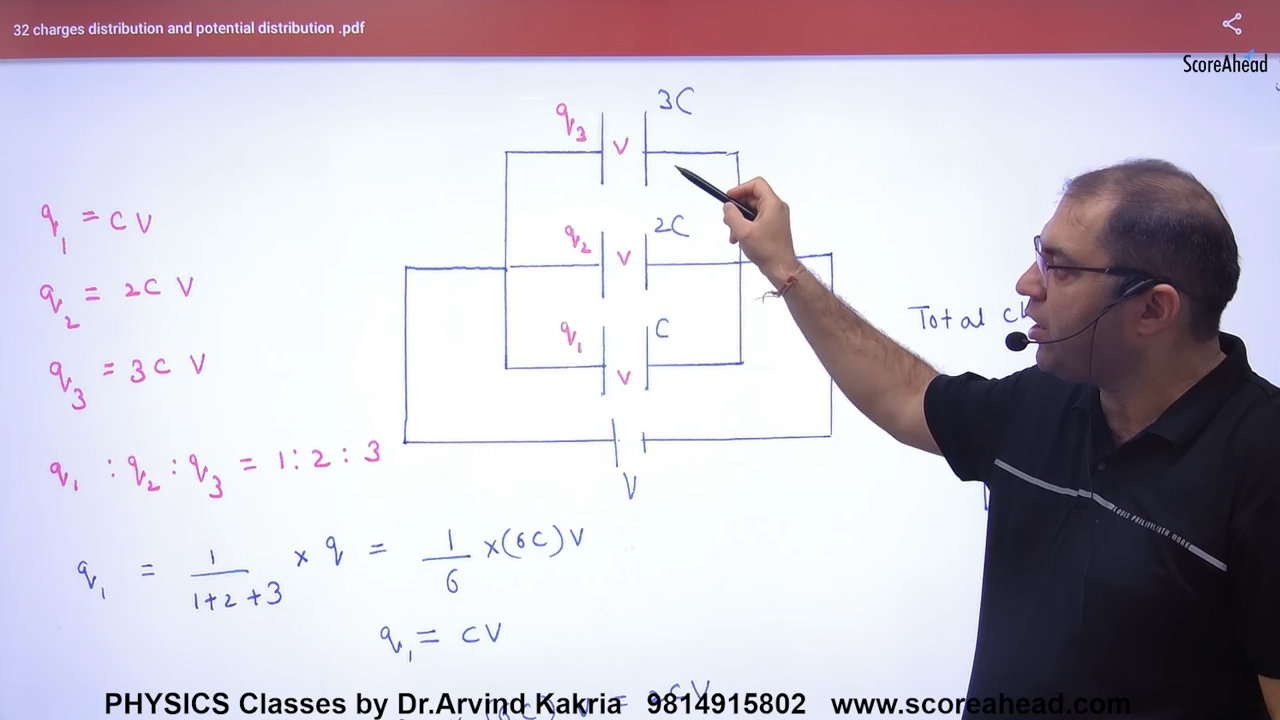 32 charges distribution and potential distribution .pdf
ScoreAhead
3C
q₃
V
2C
q₂
V
C
q₁
V
V
q₁ = CV
q₂ = 2C V
q₃ = 3C V
q₁ : q₂ : q₃ = 1:2:3
Total
q₁ = 1/(1+2+3) × q = 1/6 ×(6C)V
q₁ = CV
PHYSICS Classes by Dr.Arvind Kakria 9814915802 www.scoreahead.com